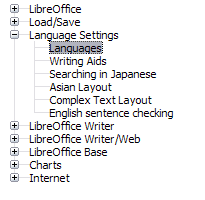 LibreOffice
Load/Save
Language Settings
Languages
Writing Aids
Searching in Japanese
Asian Layout
Complex Text Layout
English sentence checking
LibreOffice Writer
LibreOffice Writer/Web
LibreOffice Base
Charts
Internet